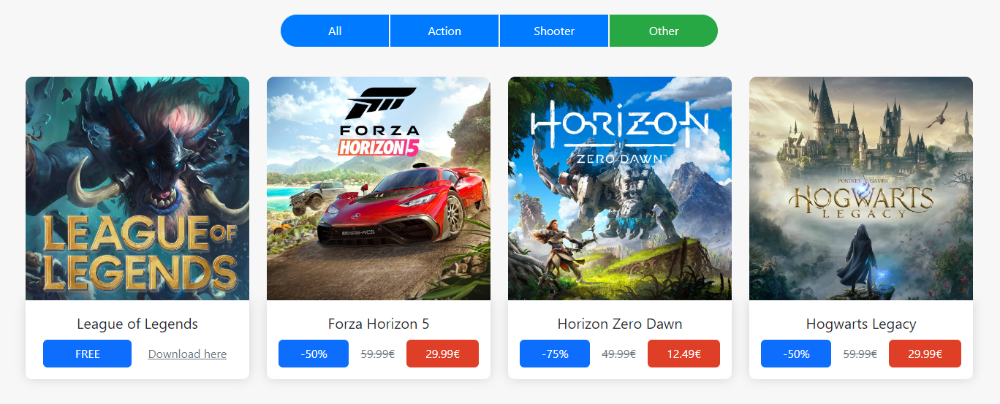 All
Action
Shooter
Other
LEAGUE OF
LEGENDS
FORZA
HORIZON 5
HORIZON
ZERO DAWN™
PORTKEY GAMES
HOGWARTS
LEGACY
League of Legends
Forza Horizon 5
Horizon Zero Dawn
Hogwarts Legacy
FREE
Download here
-50%
59.99€
29.99€
-75%
49.99€
12.49€
-50%
59.99€
29.99€